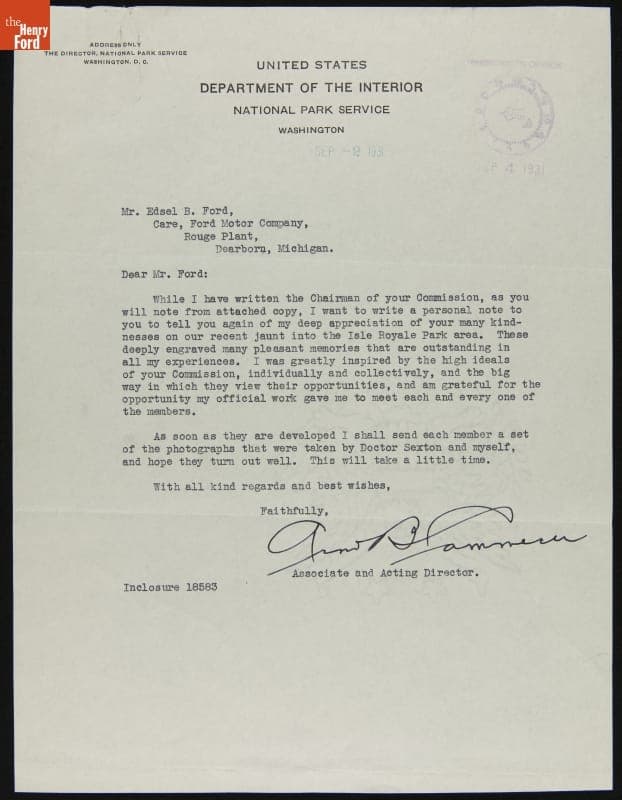 the
Henry
Ford
ADDRESS ONLY
THE DIRECTOR, NATIONAL PARK SERVICE
WASHINGTON, D. C.
UNITED STATES
DEPARTMENT OF THE INTERIOR
NATIONAL PARK SERVICE
WASHINGTON
SEP -2 193
P 4 1931
Mr. Edsel B. Ford,
Care, Ford Motor Company,
Rouge Plant,
Dearborn, Michigan.
Dear Mr. Ford:
While I have written the Chairman of your Commission, as you
will note from attached copy, I want to write a personal note to
you to tell you again of my deep appreciation of your many kind-
nesses on our recent jaunt into the Isle Royale Park area. These
deeply engraved many pleasant memories that are outstanding in
all my experiences. I was greatly inspired by the high ideals
of your Commission, individually and collectively, and the big
way in which they view their opportunities, and am grateful for the
opportunity my official work gave me to meet each and every one of
the members.
As soon as they are developed I shall send each member a set
of the photographs that were taken by Doctor Sexton and myself,
and hope they turn out well. This will take a little time.
With all kind regards and best wishes,
Faithfully,
Arno B Cammerer
Associate and Acting Director.
Inclosure 18583